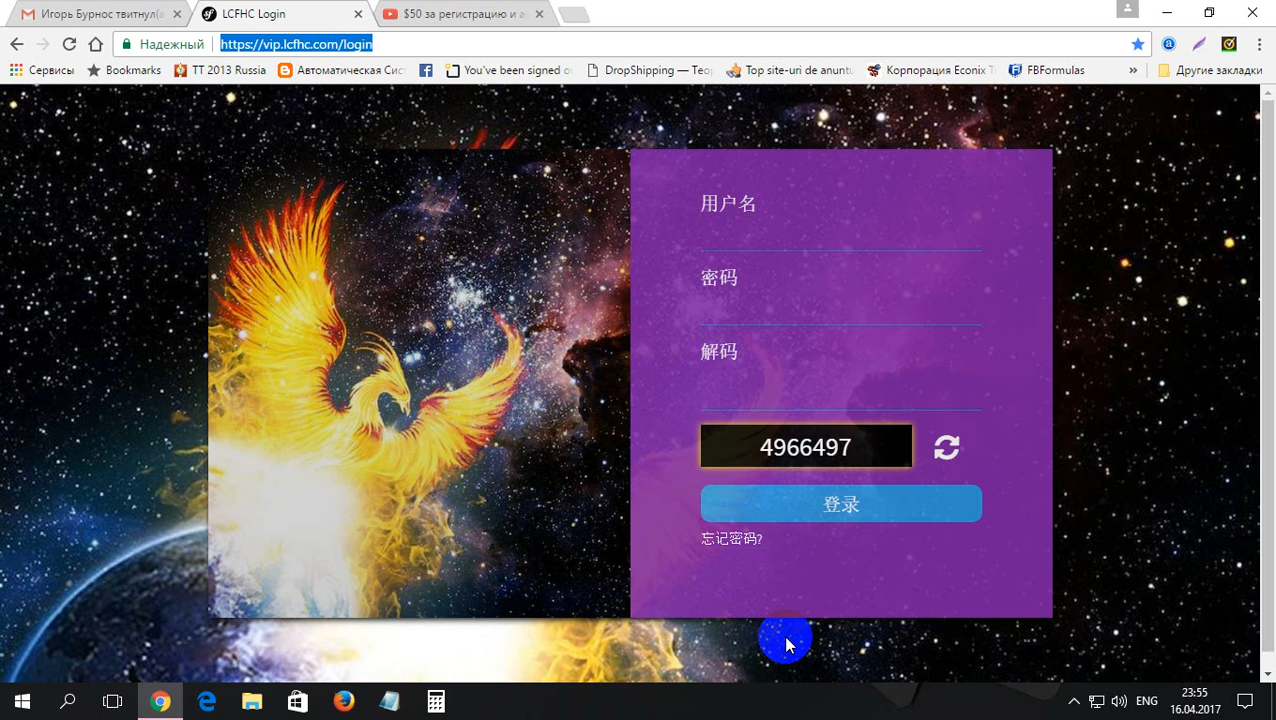 Игорь Бурнос твитнул(а
LCFHC Login
$50 за регистрацию и а
Надежный
https://vip.lcfhc.com/login
Сервисы
Bookmarks
TT 2013 Russia
Автоматическая Сис
You've been signed o
DropShipping — Teo
Top site-uri de anuntu
Корпорация Econix Ti
FBFormulas
»
Другие закладки
用户名
密码
解码
4966497
登录
忘记密码?
ENG
23:55
16.04.2017